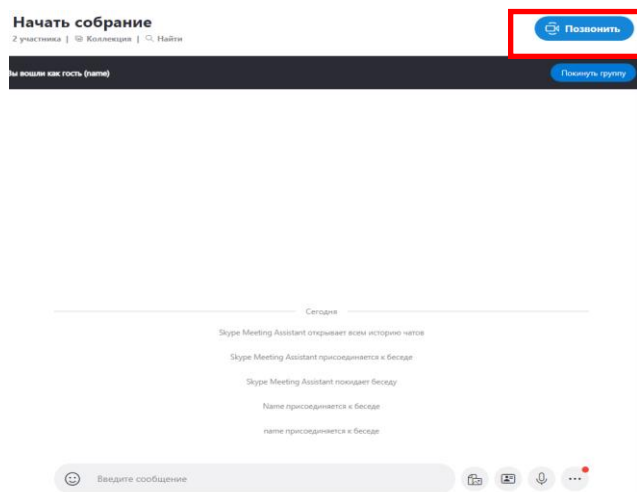 Начать собрание
Позвонить
2 участника | Коллекция | Найти
ы вошли как гость (name)
Покинуть группу
Сегодня
Skype Meeting Assistant открывает всем историю чатов
Skype Meeting Assistant присоединяется к беседе
Skype Meeting Assistant покидает беседу
Name присоединяется к беседе
name присоединяется к беседе
Введите сообщение